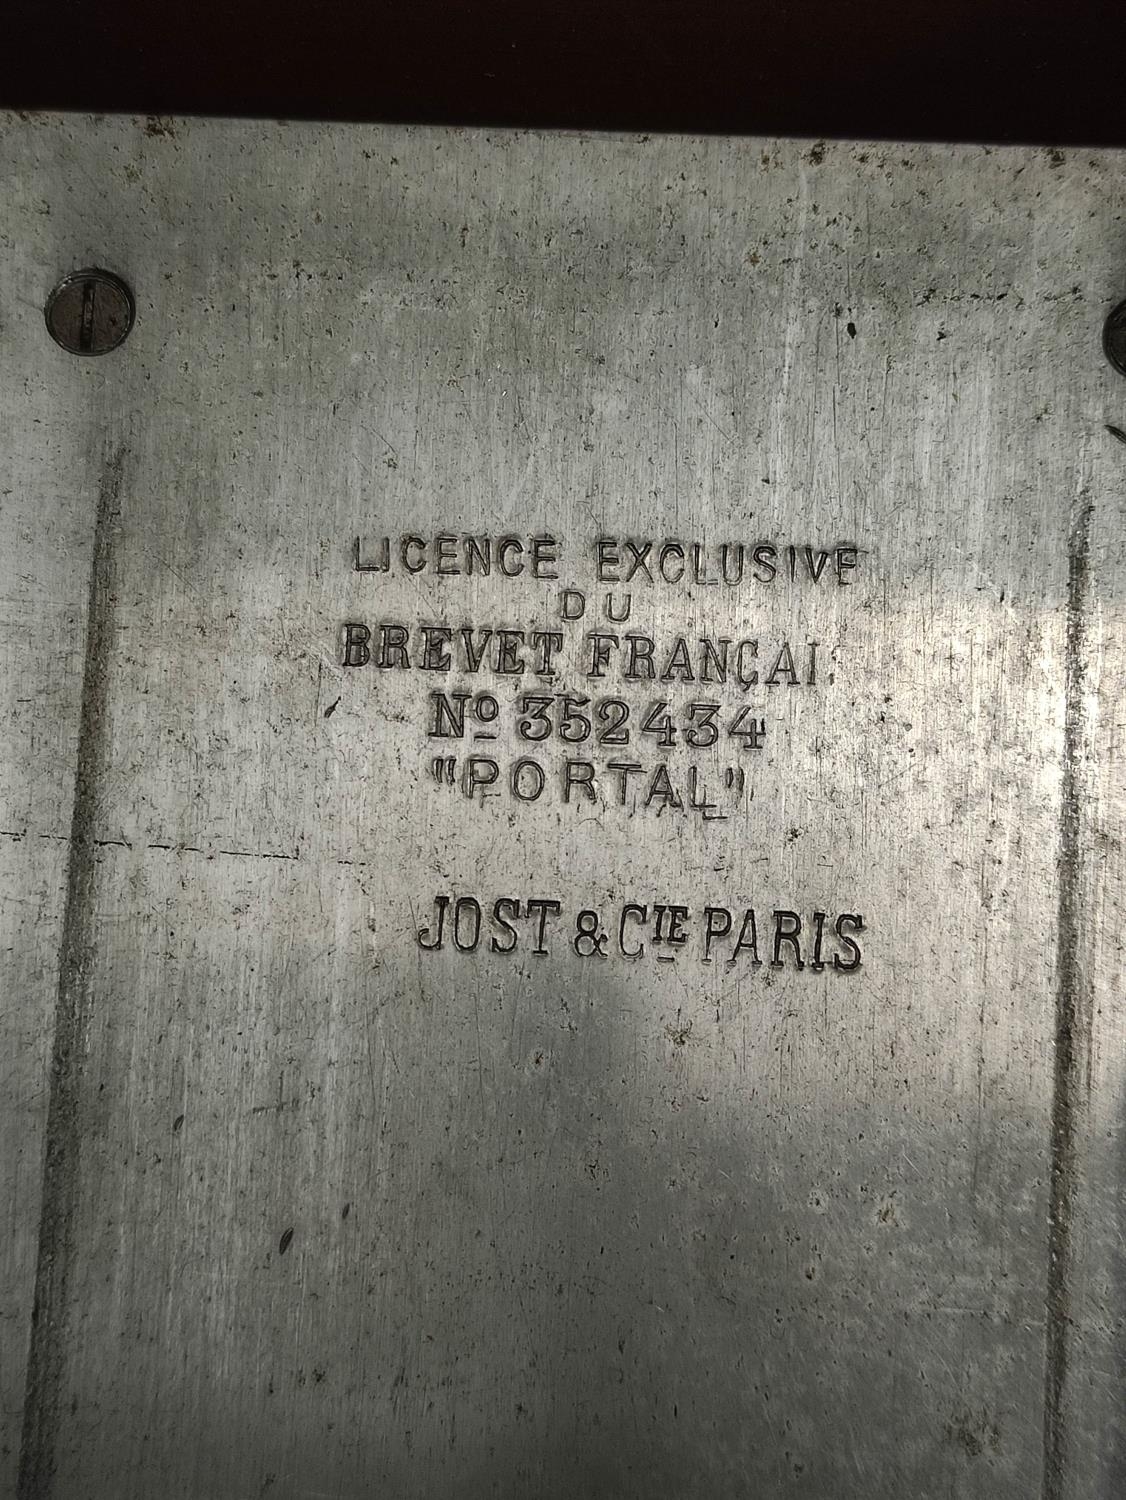 LICENCE EXCLUSIVE
DU
BREVET FRANÇAI
Nº 352434
"PORTAL"
JOST & CIE PARIS